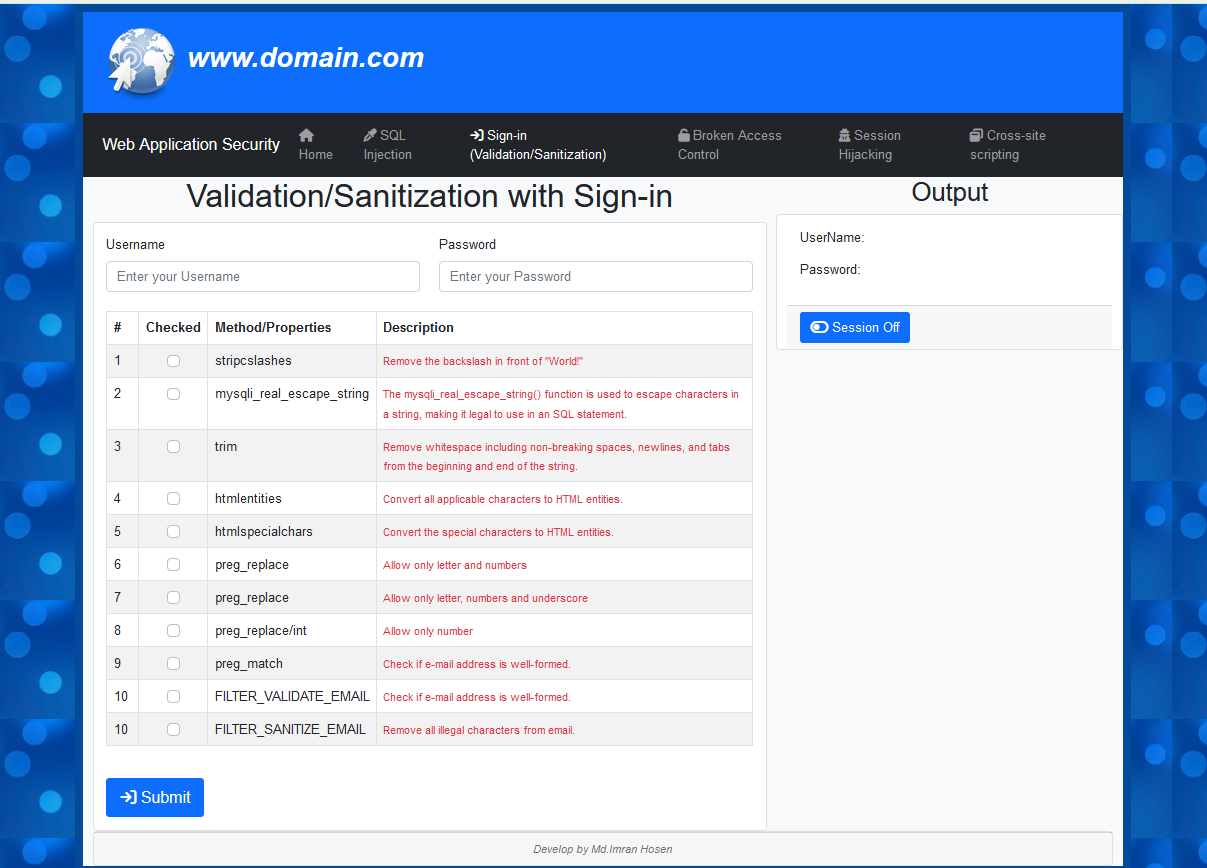 www.domain.com
Web Application Security
Home
SQL
Injection
Sign-in
(Validation/Sanitization)
Broken Access
Control
Session
Hijacking
Cross-site
scripting
Validation/Sanitization with Sign-in
Username
Password
Enter your Username
Enter your Password
# Checked Method/Properties Description
1 stripcslashes Remove the backslash in front of "World!"
2 mysqli_real_escape_string The mysqli_real_escape_string() function is used to escape characters in
a string, making it legal to use in an SQL statement.
3 trim Remove whitespace including non-breaking spaces, newlines, and tabs
from the beginning and end of the string.
4 htmlentities Convert all applicable characters to HTML entities.
5 htmlspecialchars Convert the special characters to HTML entities.
6 preg_replace Allow only letter and numbers
7 preg_replace Allow only letter, numbers and underscore
8 preg_replace/int Allow only number
9 preg_match Check if e-mail address is well-formed.
10 FILTER_VALIDATE_EMAIL Check if e-mail address is well-formed.
10 FILTER_SANITIZE_EMAIL Remove all illegal characters from email.
Submit
Output
UserName:
Password:
Session Off
Develop by Md.Imran Hosen